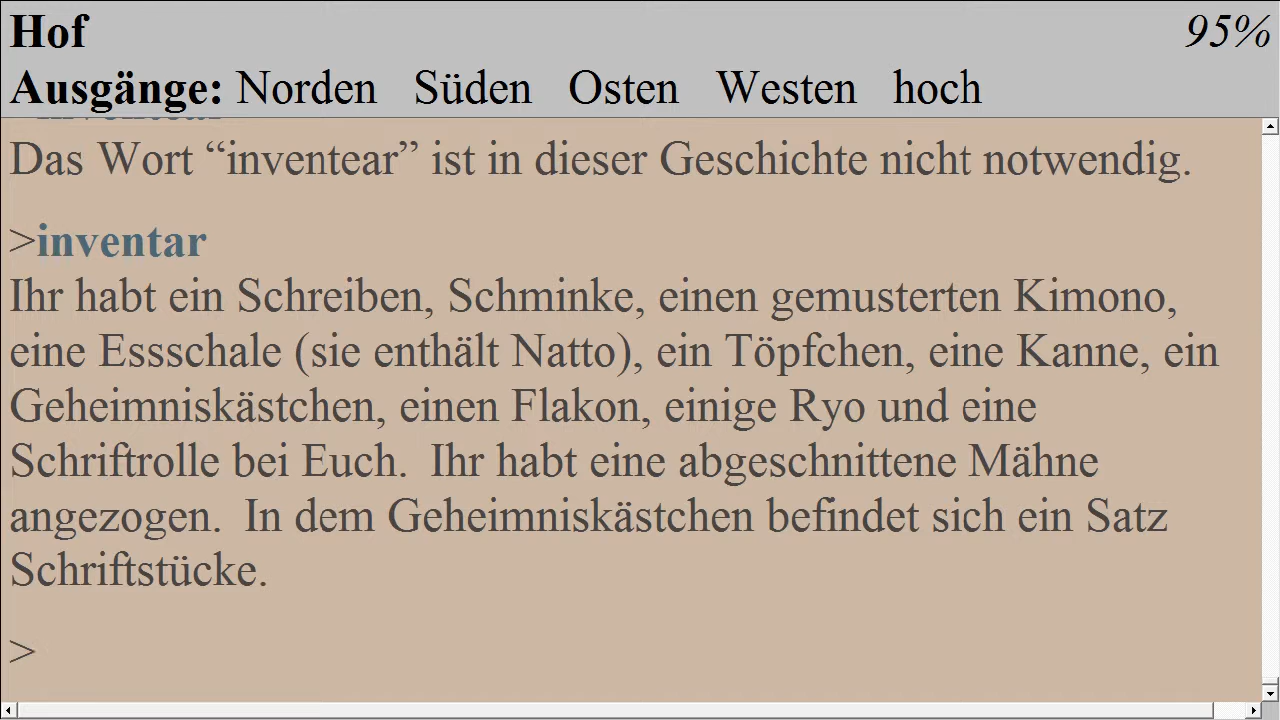 Hof 95%
Ausgänge: Norden Süden Osten Westen hoch
Das Wort “inventear” ist in dieser Geschichte nicht notwendig.
>inventar
Ihr habt ein Schreiben, Schminke, einen gemusterten Kimono,
eine Essschale (sie enthält Natto), ein Töpfchen, eine Kanne, ein
Geheimniskästchen, einen Flakon, einige Ryo und eine
Schriftrolle bei Euch. Ihr habt eine abgeschnittene Mähne
angezogen. In dem Geheimniskästchen befindet sich ein Satz
Schriftstücke.
>